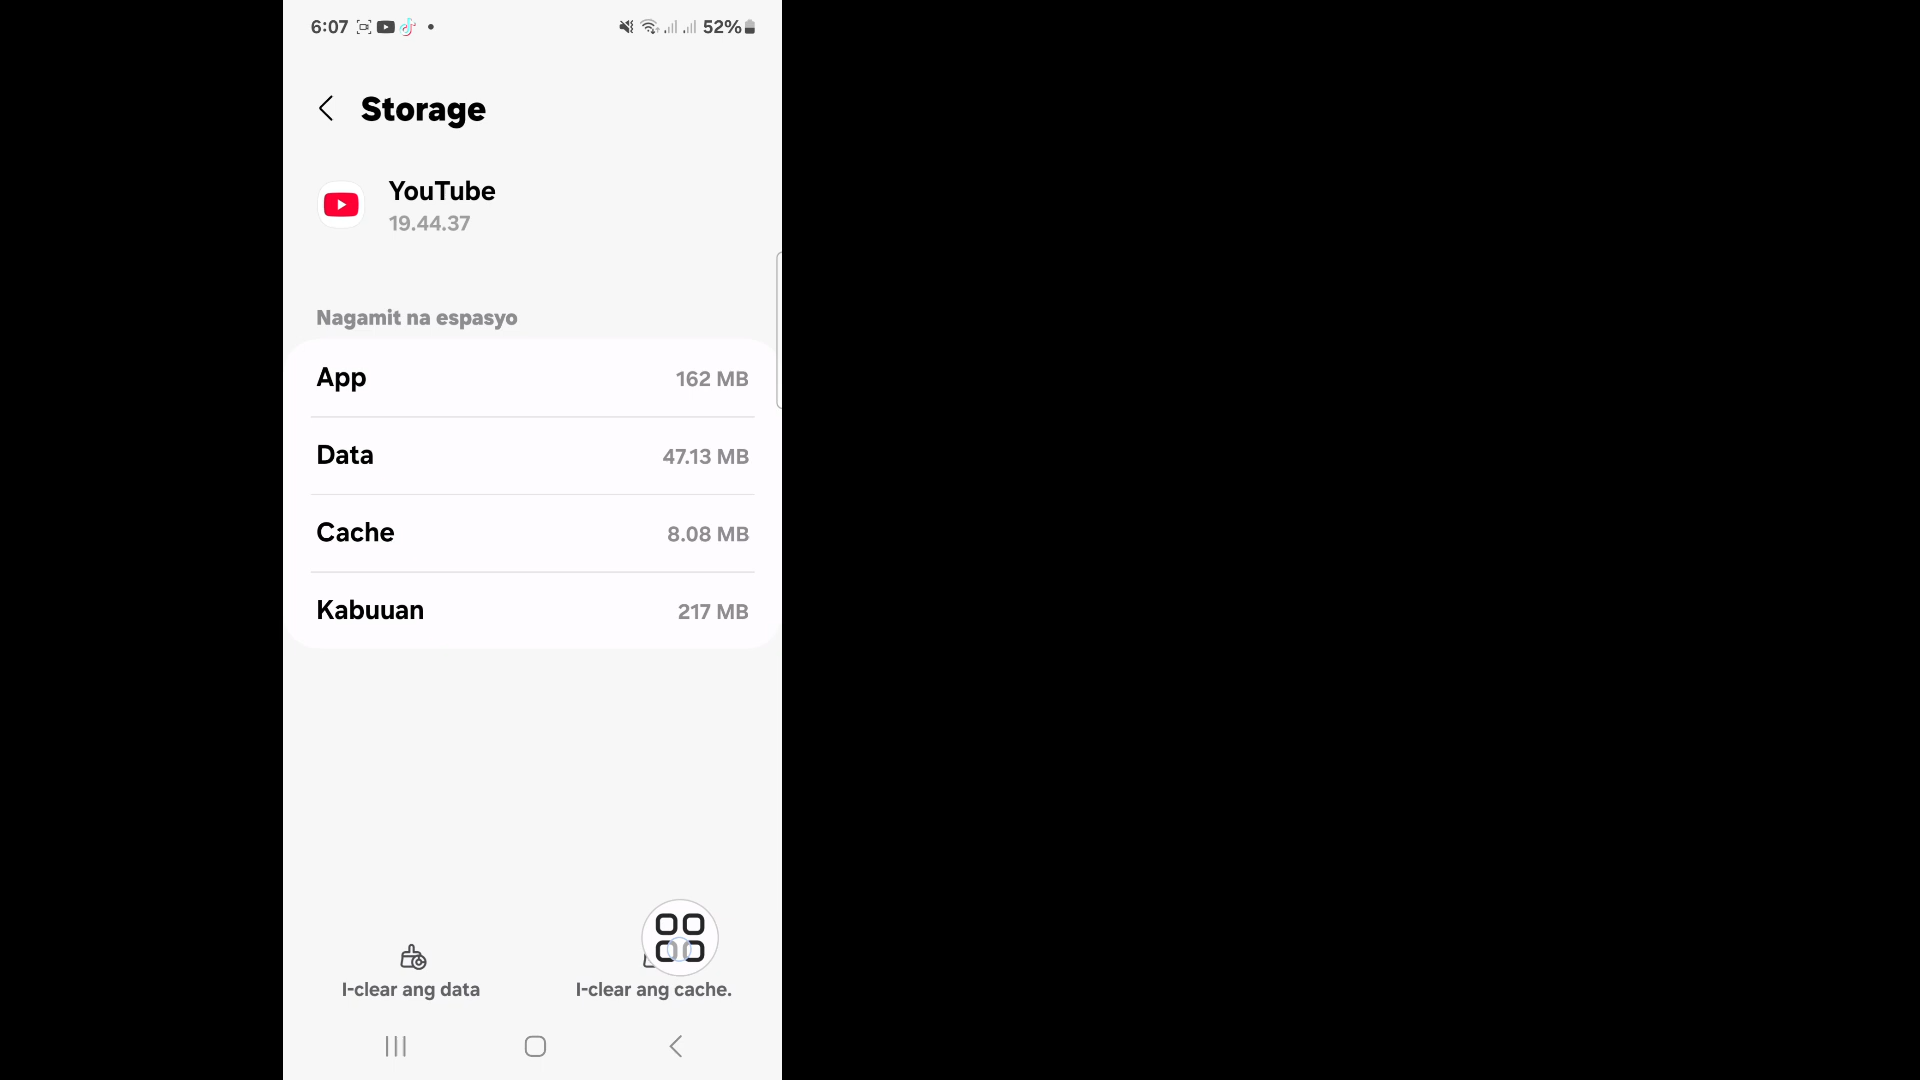 6:07 52%
Storage
YouTube
19.44.37
Nagamit na espasyo
App 162 MB
Data 47.13 MB
Cache 8.08 MB
Kabuuan 217 MB
I-clear ang data I-clear ang cache.